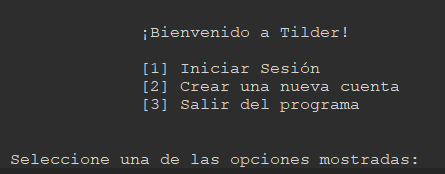 ¡Bienvenido a Tilder!
[1] Iniciar Sesión
[2] Crear una nueva cuenta
[3] Salir del programa
Seleccione una de las opciones mostradas: